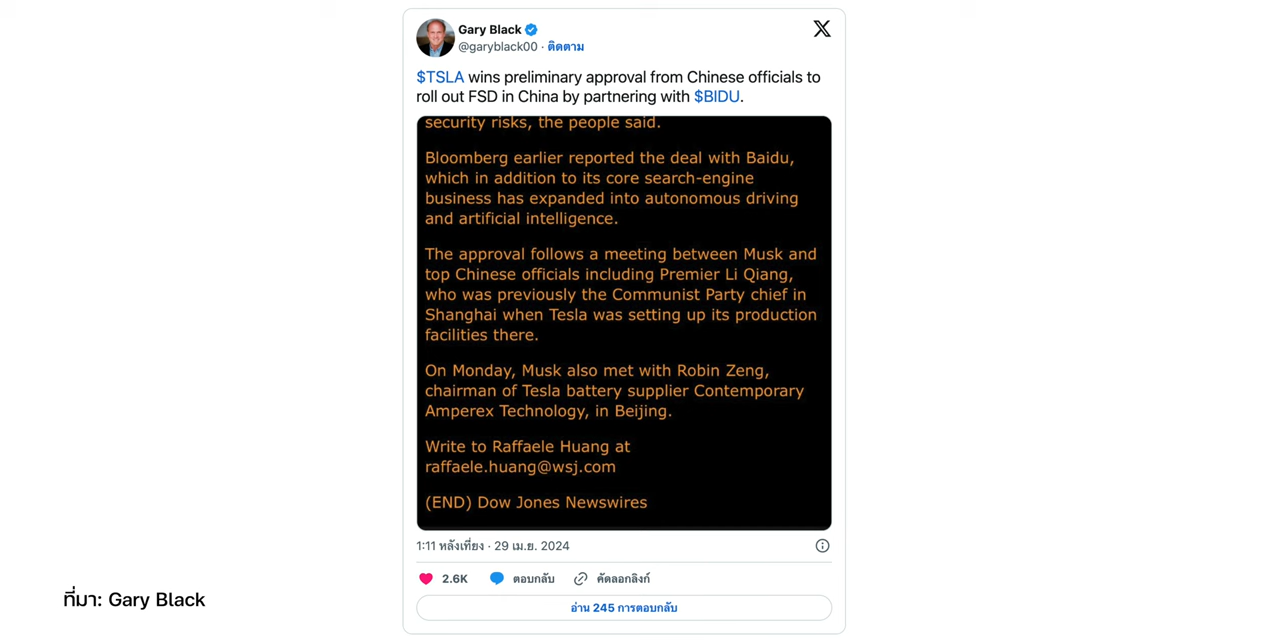 Gary Black
@garyblack00 · ติดตาม
$TSLA wins preliminary approval from Chinese officials to
roll out FSD in China by partnering with $BIDU.
security risks, the people said.
Bloomberg earlier reported the deal with Baidu,
which in addition to its core search-engine
business has expanded into autonomous driving
and artificial intelligence.
The approval follows a meeting between Musk and
top Chinese officials including Premier Li Qiang,
who was previously the Communist Party chief in
Shanghai when Tesla was setting up its production
facilities there.
On Monday, Musk also met with Robin Zeng,
chairman of Tesla battery supplier Contemporary
Amperex Technology, in Beijing.
Write to Raffaele Huang at
raffaele.huang@wsj.com
(END) Dow Jones Newswires
1:11 หลังเที่ยง · 29 เม.ย. 2024
2.6K ตอบกลับ คัดลอกลิงก์
อ่าน 245 การตอบกลับ
ที่มา: Gary Black